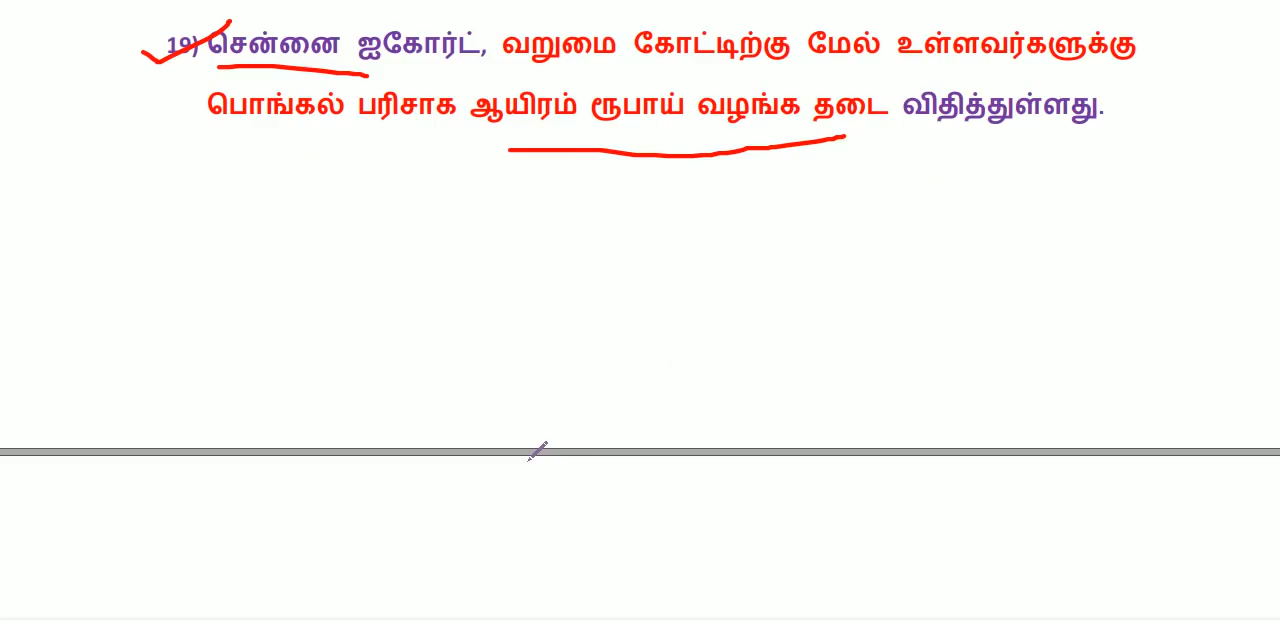 19) சென்னை ஐகோர்ட், வறுமை கோட்டிற்கு மேல் உள்ளவர்களுக்கு
பொங்கல் பரிசாக ஆயிரம் ரூபாய் வழங்க தடை விதித்துள்ளது.